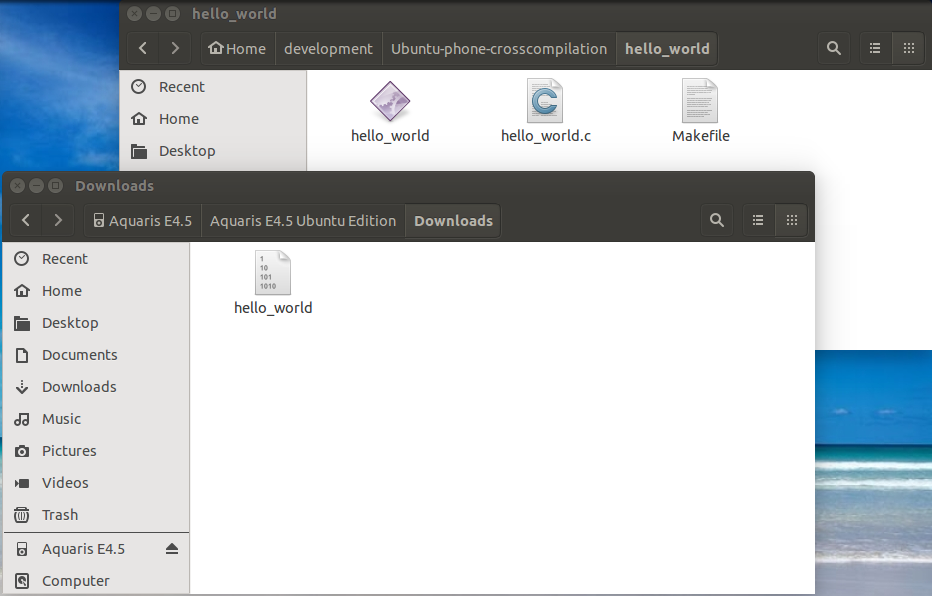 hello_world
Home development Ubuntu-phone-crosscompilation hello_world
Recent
Home
Desktop
hello_world hello_world.c Makefile
Downloads
Aquaris E4.5 Aquaris E4.5 Ubuntu Edition Downloads
Recent
Home
Desktop
Documents
Downloads
Music
Pictures
Videos
Trash
Aquaris E4.5
Computer
1
10
101
1010
hello_world